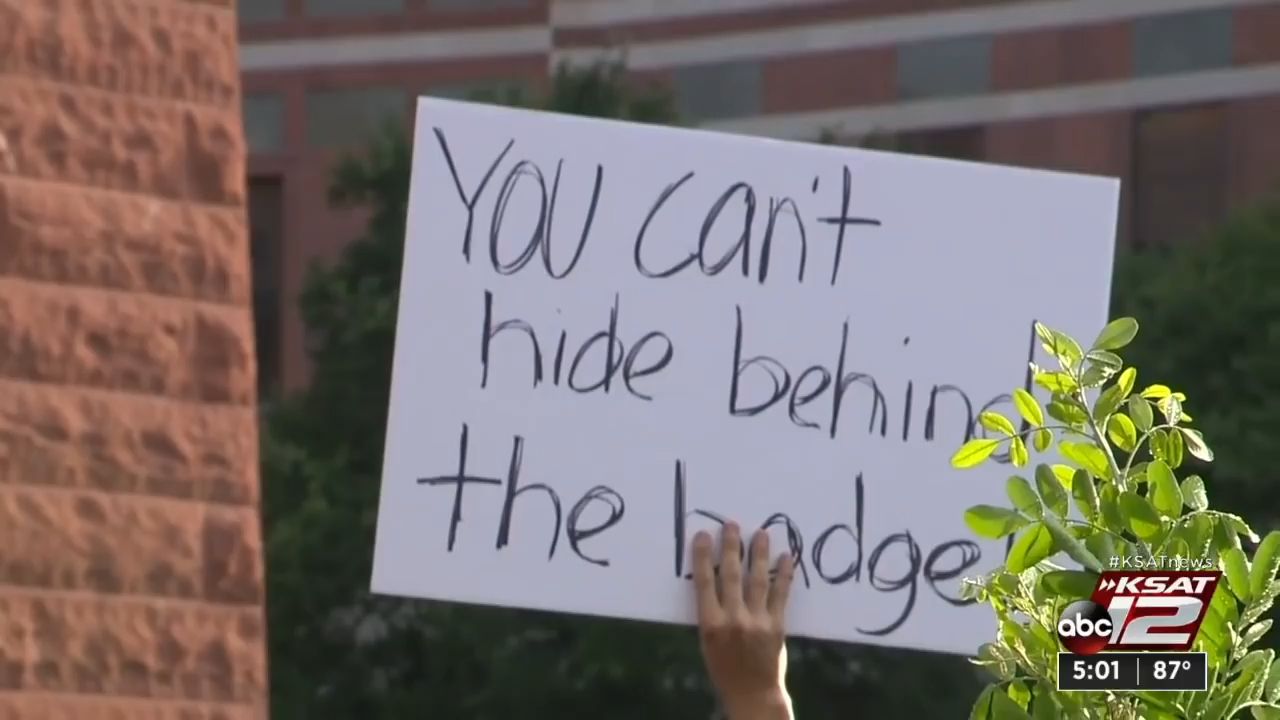 YOU can't
hide behind
the badge!
#KSATnews
KSAT
abc 12
5:01 87°